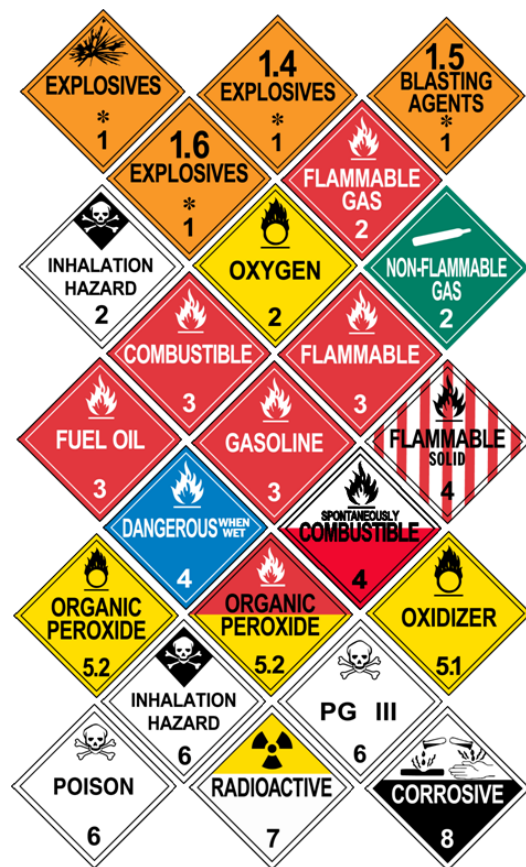 EXPLOSIVES
*
1
1.4
EXPLOSIVES
*
1
1.5
BLASTING
AGENTS
*
1
1.6
EXPLOSIVES
*
1
FLAMMABLE
GAS
2
INHALATION
HAZARD
2
OXYGEN
2
NON-FLAMMABLE
GAS
2
COMBUSTIBLE
3
FLAMMABLE
3
FUEL OIL
3
GASOLINE
3
FLAMMABLE
SOLID
4
DANGEROUS WHEN
WET
4
SPONTANEOUSLY
COMBUSTIBLE
4
ORGANIC
PEROXIDE
5.2
ORGANIC
PEROXIDE
5.2
OXIDIZER
5.1
INHALATION
HAZARD
6
PG III
6
POISON
6
RADIOACTIVE
7
CORROSIVE
8